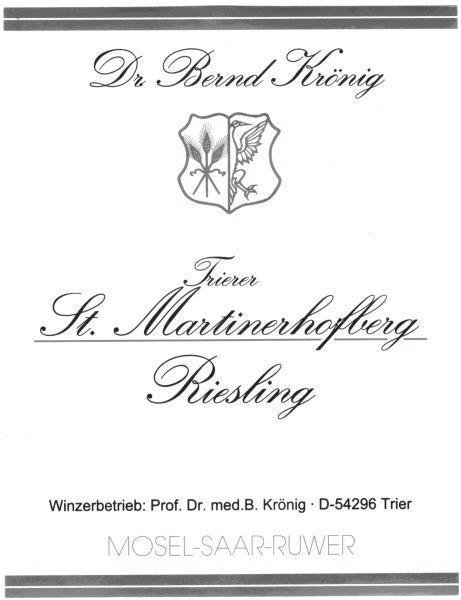 Dr. Bernd Krönig
Trierer
St. Martinerhofberg
Riesling
Winzerbetrieb: Prof. Dr. med.B. Krönig · D-54296 Trier
MOSEL-SAAR-RUWER